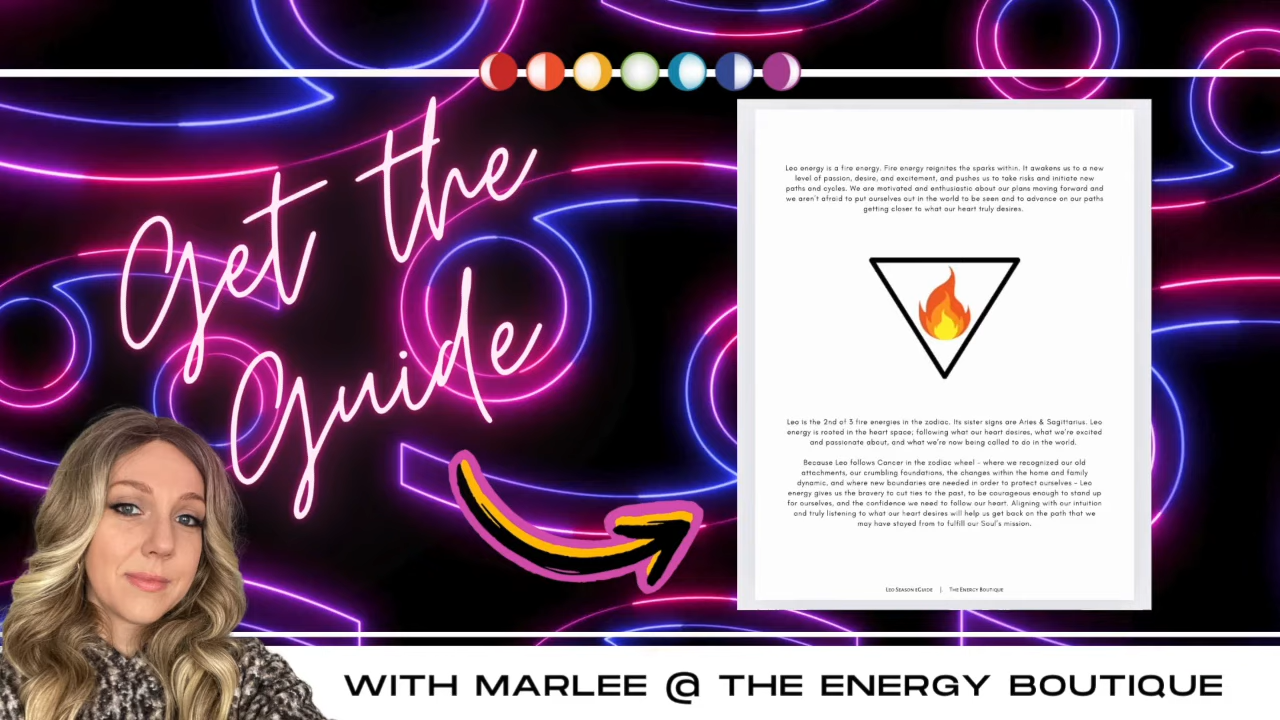 Get the
Guide
Leo energy is a fire energy. Fire energy reignites the sparks within. It awakens us to a new
level of passion, desire, and excitement, and pushes us to take risks and initiate new
paths and cycles. We are motivated and enthusiastic about our plans moving forward and
we aren't afraid to put ourselves out in the world to be seen and to advance on our paths
getting closer to what our heart truly desires.
Leo is the 2nd of 3 fire energies in the zodiac. Its sister signs are Aries & Sagittarius. Leo
energy is rooted in the heart space; following what our heart desires, what we're excited
and passionate about, and what we're now being called to do in the world.
Because Leo follows Cancer in the zodiac wheel - where we recognized our old
attachments, our crumbling foundations, the changes within the home and family
dynamic, and where new boundaries are needed in order to protect ourselves - Leo
energy gives us the bravery to cut ties to the past, to be courageous enough to stand up
for ourselves, and the confidence we need to follow our heart. Aligning with our intuition
and truly listening to what our heart desires will help us get back on the path that we
may have stayed from to fulfill our Soul's mission.
Leo Season eGuide | The Energy Boutique
WITH MARLEE @ THE ENERGY BOUTIQUE